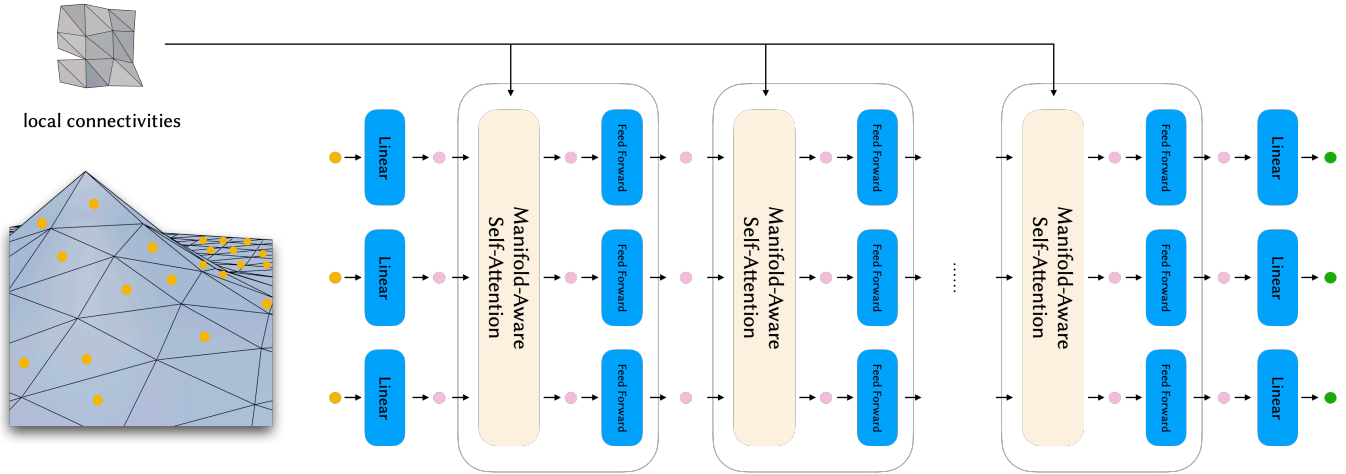 local connectivities
Linear
Manifold-Aware
Self-Attention
Feed Forward
Manifold-Aware
Self-Attention
Feed Forward
Manifold-Aware
Self-Attention
Feed Forward
Linear
Linear
Feed Forward
Feed Forward
......
Feed Forward
Linear
Linear
Feed Forward
Feed Forward
Feed Forward
Linear